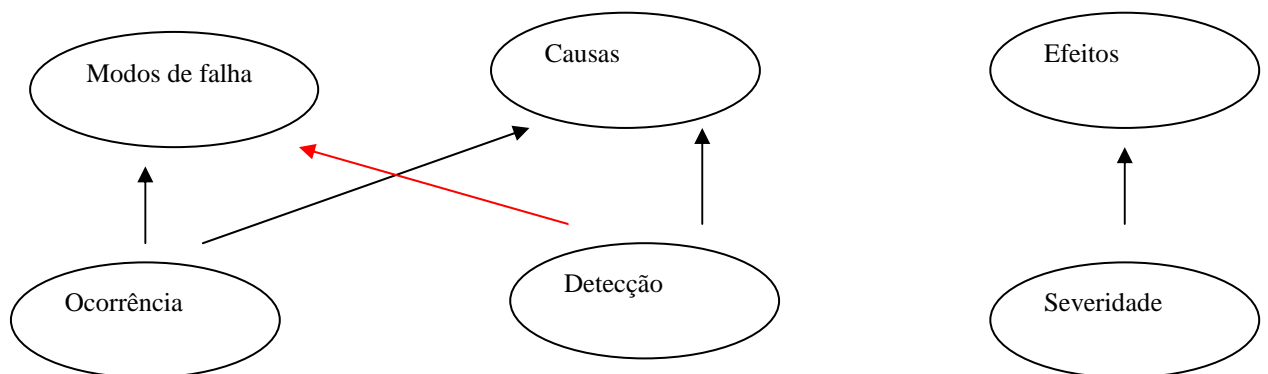 Modos de falha
Causas
Efeitos
Ocorrência
Detecção
Severidade